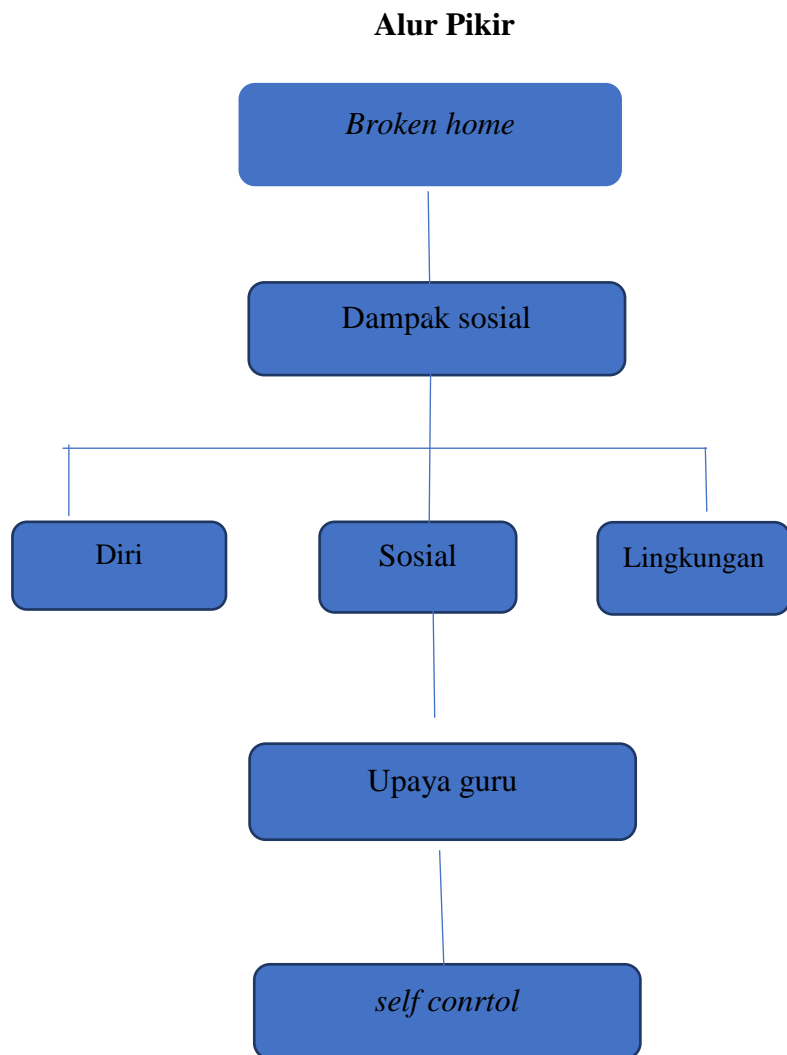 Alur Pikir
Broken home
Dampak sosial
Diri
Sosial
Lingkungan
Upaya guru
self conrtol